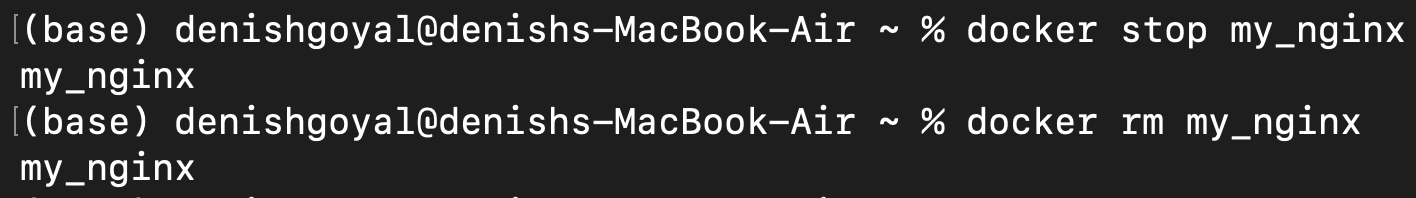 [(base) denishgoyal@denishs-MacBook-Air ~ % docker stop my_nginx
my_nginx
[(base) denishgoyal@denishs-MacBook-Air ~ % docker rm my_nginx
my_nginx